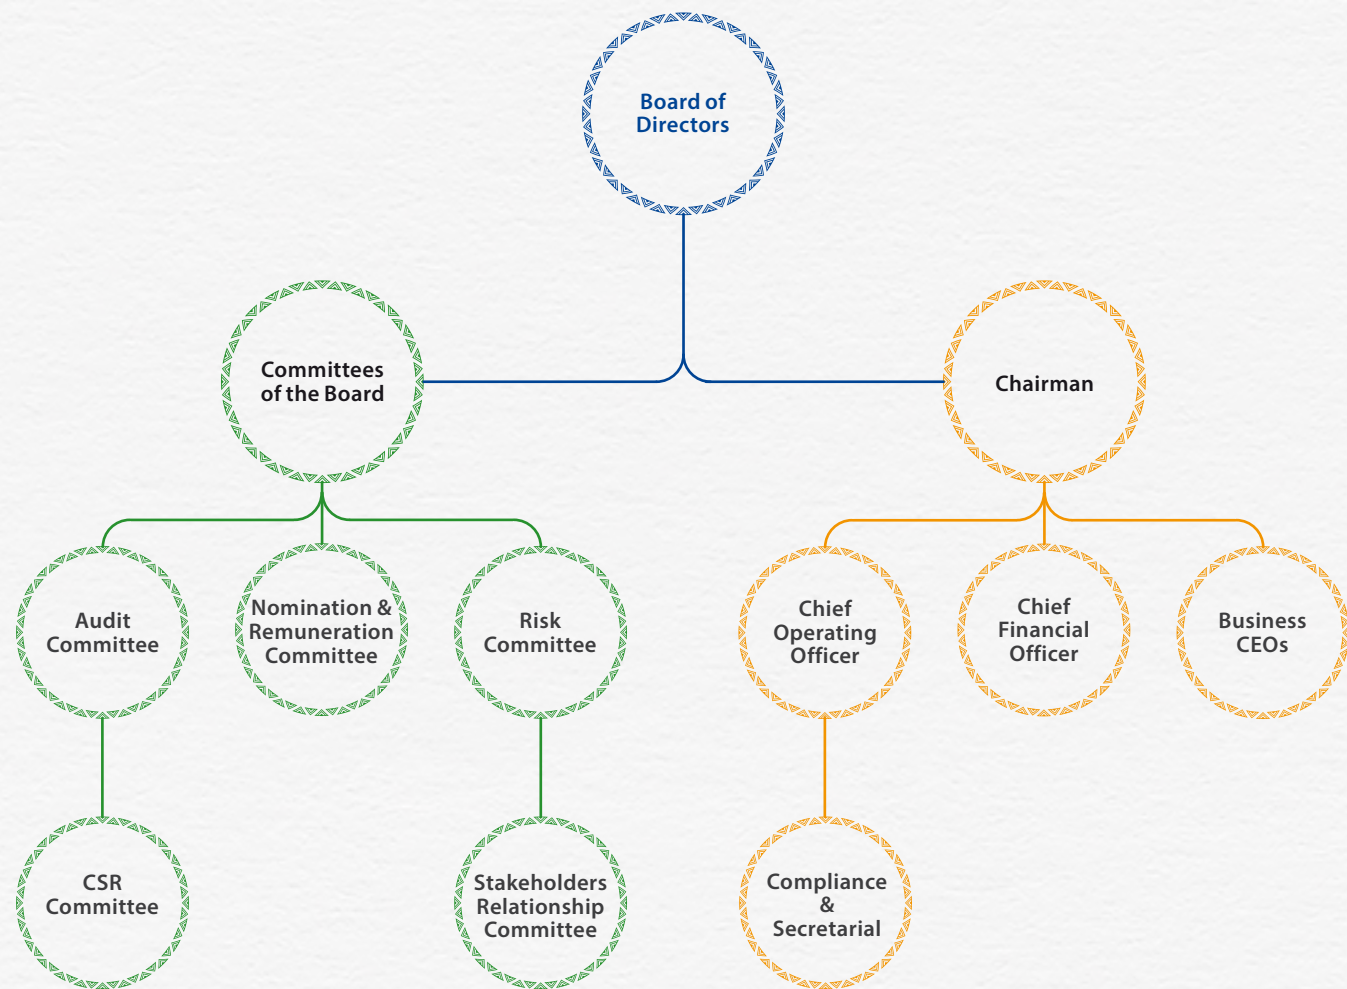 Board of
Directors
Committees
of the Board
Chairman
Audit
Committee
Nomination &
Remuneration
Committee
Risk
Committee
Chief
Operating
Officer
Chief
Financial
Officer
Business
CEOs
CSR
Committee
Stakeholders
Relationship
Committee
Compliance
&
Secretarial